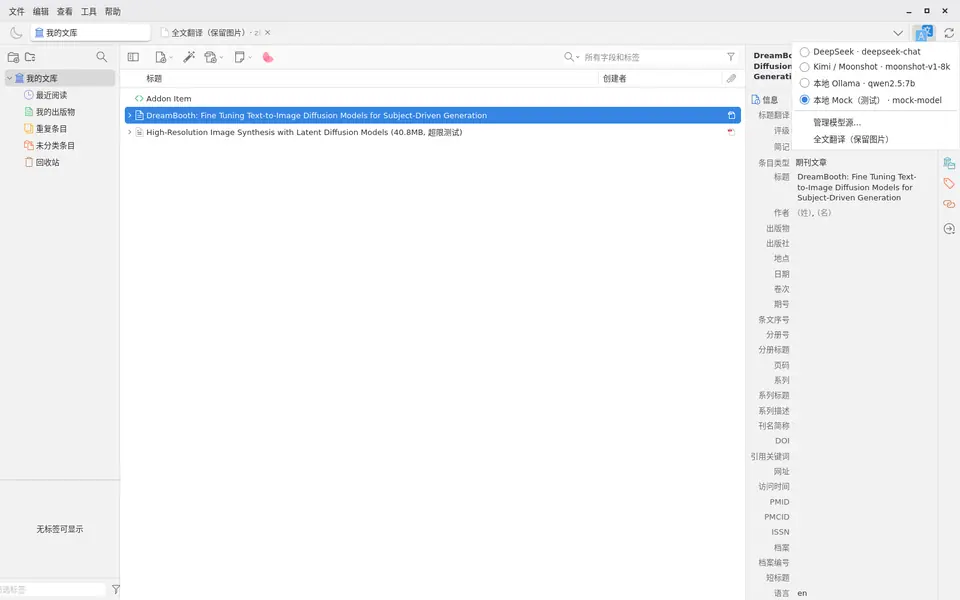 文件 编辑 查看 工具 帮助
我的文库
全文翻译（保留图片）· z
所有字段和标签
我的文库
最近阅读
我的出版物
重复条目
未分类条目
回收站
无标签可显示
标题 创建者
Addon Item
DreamBooth: Fine Tuning Text-to-Image Diffusion Models for Subject-Driven Generation
High-Resolution Image Synthesis with Latent Diffusion Models (40.8MB, 超限测试)
DeepSeek · deepseek-chat
Kimi / Moonshot · moonshot-v1-8k
本地 Ollama · qwen2.5:7b
本地 Mock（测试） · mock-model
管理模型源...
全文翻译（保留图片）
DreamBo
Diffusion
Generati
信息
标题翻译
评级
简记
条目类型 期刊文章
标题 DreamBooth: Fine Tuning Text-
to-Image Diffusion Models for
Subject-Driven Generation
作者 (姓), (名)
出版物
出版社
地点
日期
卷次
期号
条文序号
分册号
分册标题
页码
系列
系列标题
系列描述
刊名简称
DOI
引用关键词
网址
访问时间
PMID
PMCID
ISSN
档案
档案编号
短标题
语言 en